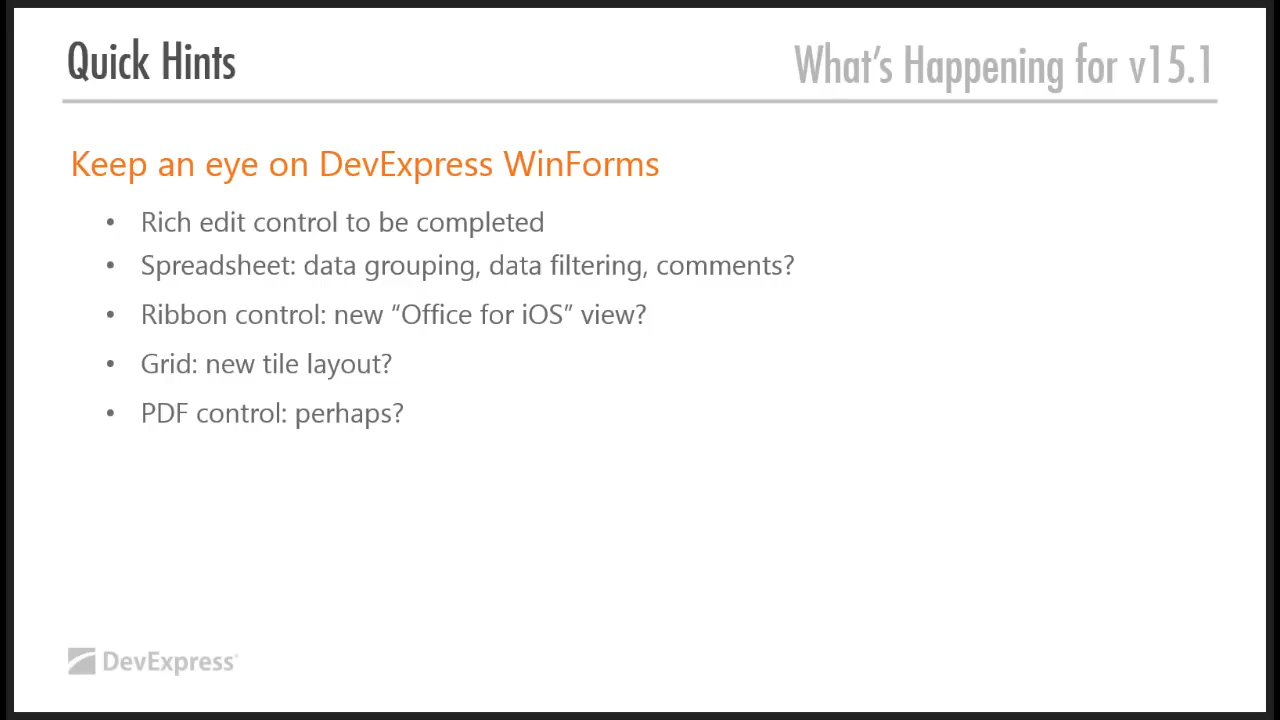 Quick Hints
What's Happening for v15.1
Keep an eye on DevExpress WinForms
• Rich edit control to be completed
• Spreadsheet: data grouping, data filtering, comments?
• Ribbon control: new “Office for iOS” view?
• Grid: new tile layout?
• PDF control: perhaps?
DevExpress